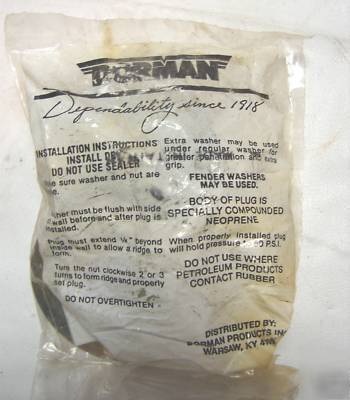 DORMAN
Dependability since 1918
INSTALLATION INSTRUCTIONS
INSTALL
DO NOT USE SEALER
sure washer and nut are
must be flush with side
wall before and after plug is
installed.
Plug must extend ¼" beyond
inside wall to allow a ridge to
form.
Turn the nut clockwise 2 or 3
turns to form ridges and properly
set plug.
DO NOT OVERTIGHTEN
Extra washer may be used
under regular washer for
greater penetration and extra
grip.
FENDER WASHERS
MAY BE USED.
BODY OF PLUG IS
SPECIALLY COMPOUNDED
NEOPRENE
When properly installed plug
will hold pressure P.S.I.
DO NOT USE WHERE
PETROLEUM PRODUCTS
CONTACT RUBBER
DISTRIBUTED BY:
DORMAN PRODUCTS
WARSAW, KY